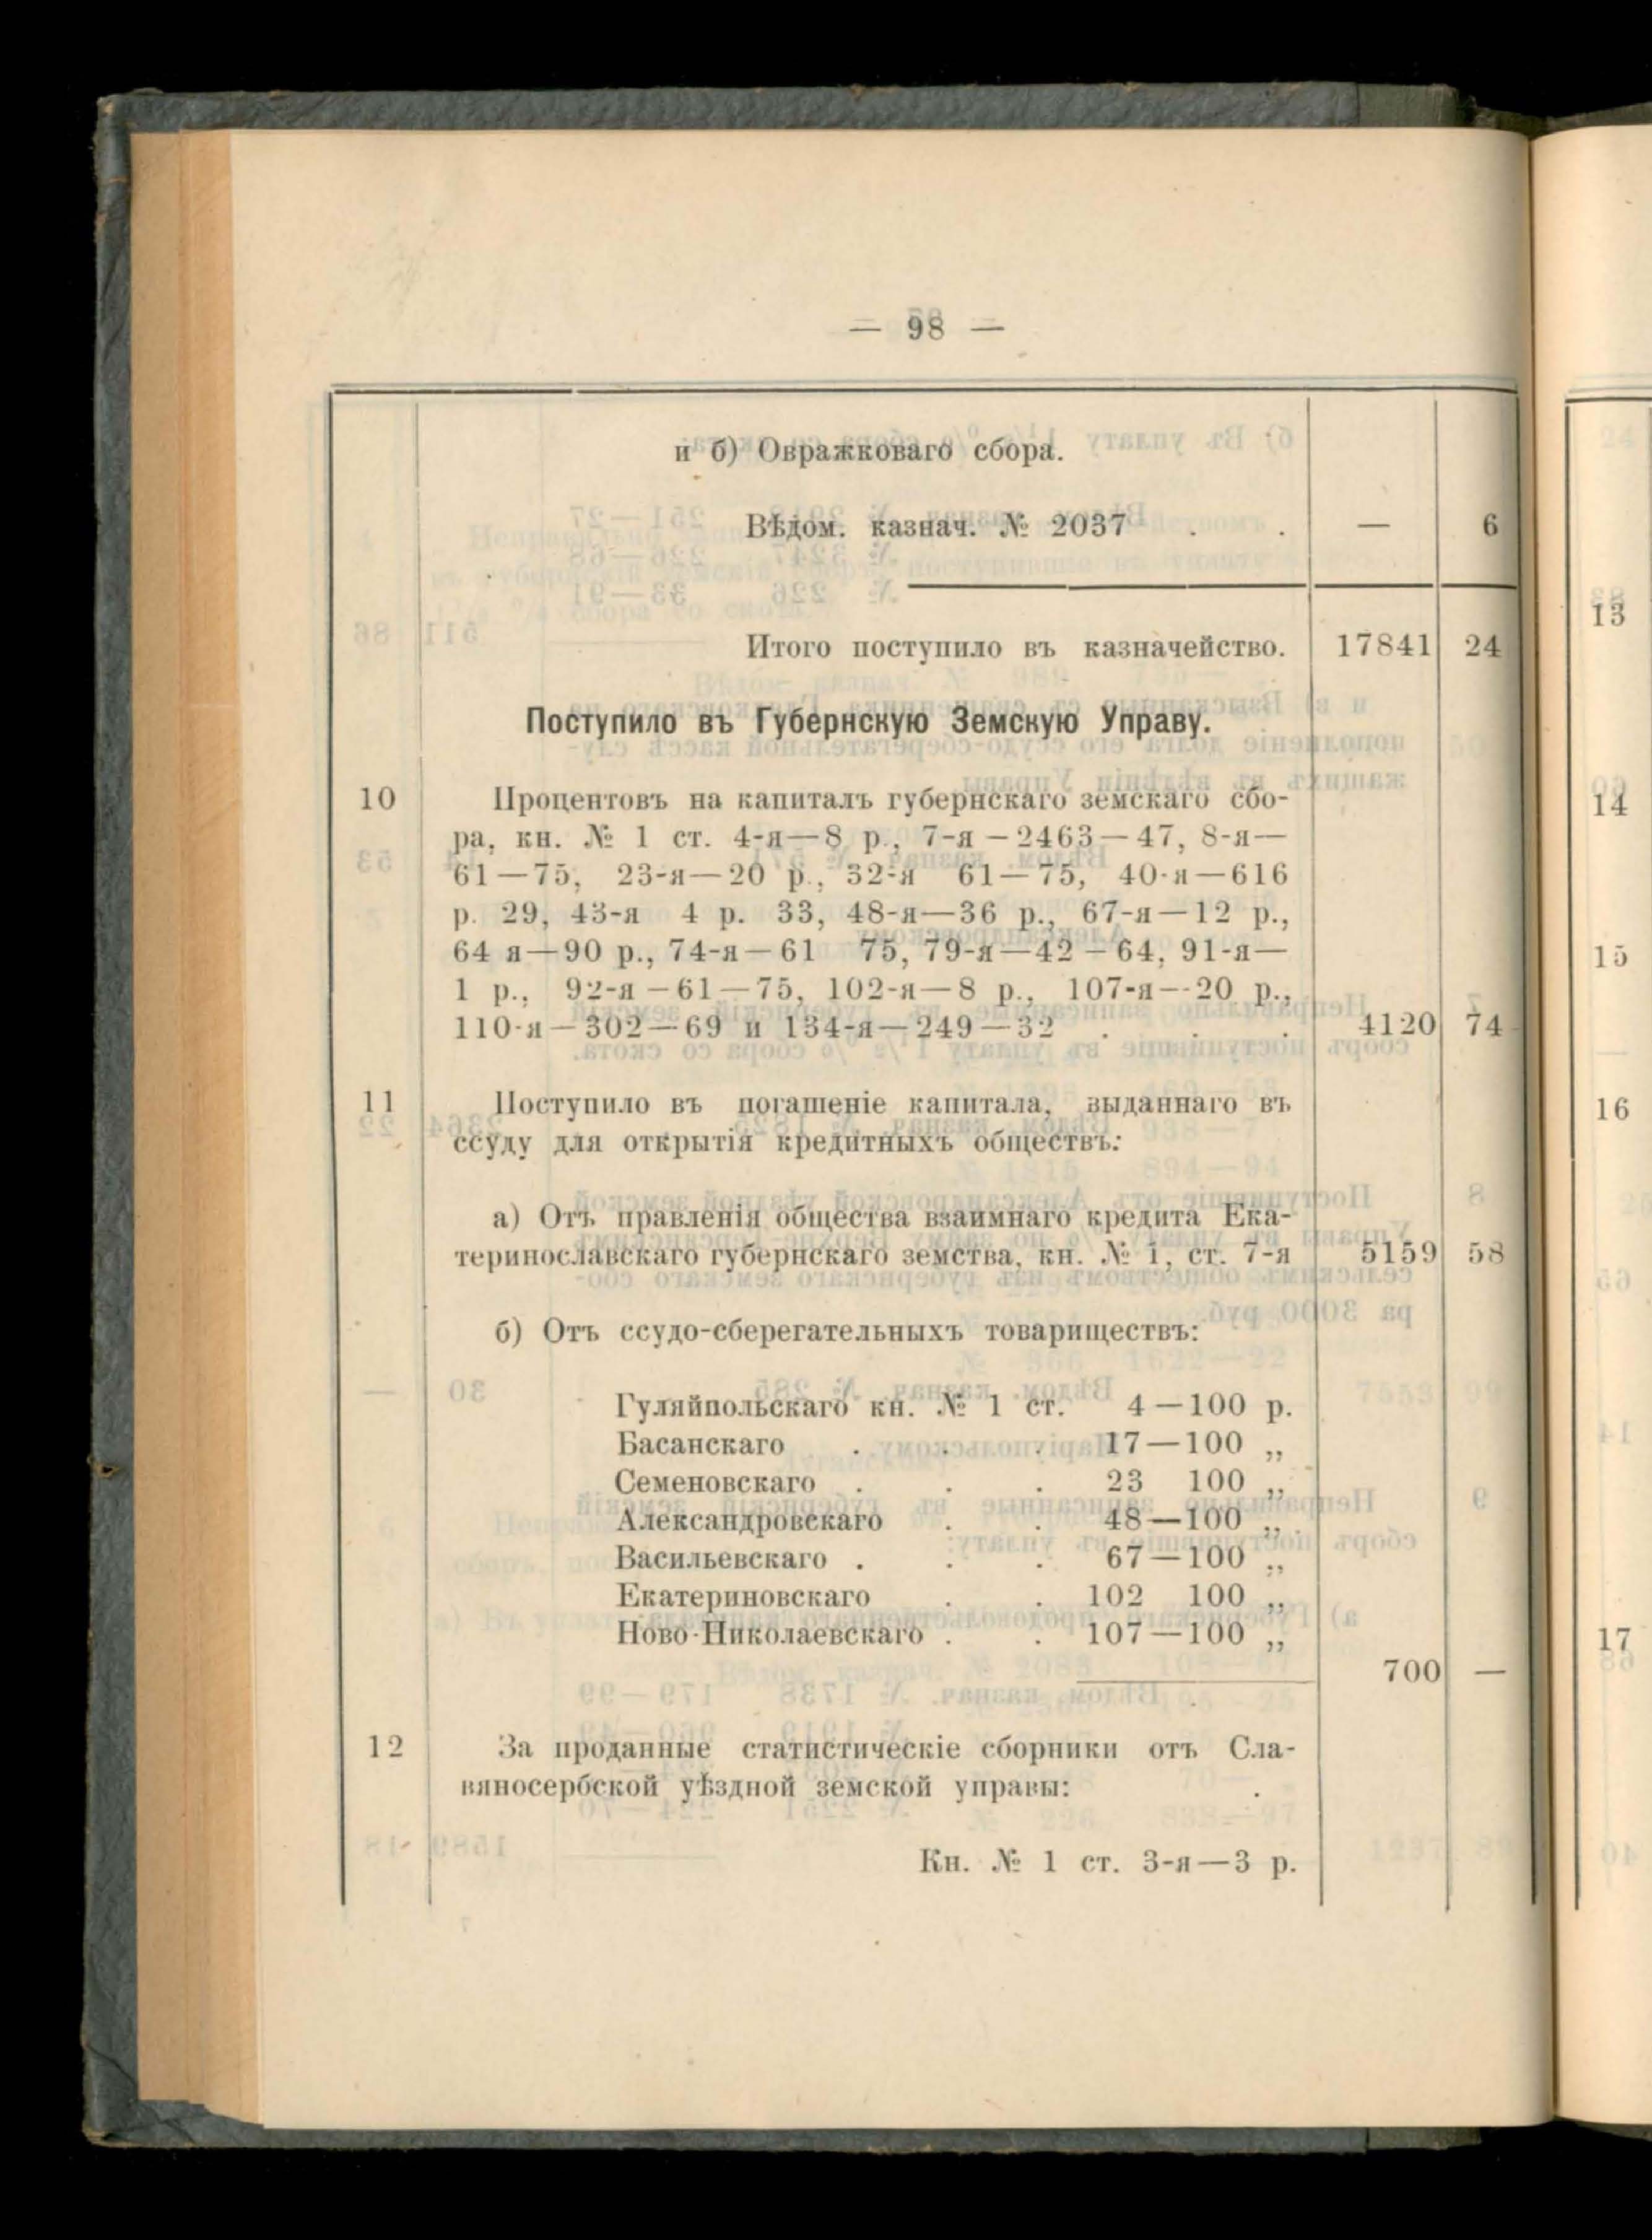 — 98 —
и б) Овражковаго сбора.
Вѣдом. казнач. № 2037 . . — 6
Итого поступило въ казначейство. 17841 24
Поступило въ Губернскую Земскую Управу.
10 Процентовъ на капиталъ губернскаго земскаго сбо-
ра, кн. № 1 ст. 4-я—8 р., 7-я—2463—47, 8-я—
61—75, 23-я—20 р., 32-я 61—75, 40-я—616
р. 29, 43-я 4 р. 33, 48-я—36 р., 67-я—12 р.,
64 я—90 р., 74-я—61 75, 79-я—42—64, 91-я—
1 р., 92-я—61—75, 102-я—8 р., 107-я—20 р.,
110-я—302—69 и 134-я—249—32 . . . 4120 74
11 Поступило въ погашеніе капитала, выданнаго въ
ссуду для открытія кредитныхъ обществъ:
а) Отъ правленія общества взаимнаго кредита Ека-
теринославскаго губернскаго земства, кн. № 1, ст. 7-я 5159 58
б) Отъ ссудо-сберегательныхъ товариществъ:
Гуляйпольскаго кн. № 1 ст. 4—100 р.
Басанскаго . . . 17—100 „
Семеновскаго . . . 23 100 „
Александровскаго . . 48—100 „
Васильевскаго . . . 67—100 „
Екатериновскаго . . 102 100 „
Ново-Николаевскаго . . 107—100 „
700 —
12 За проданные статистическіе сборники отъ Сла-
вяносербской уѣздной земской управы:
Кн. № 1 ст. 3-я—3 р.
13
14
15
16
17